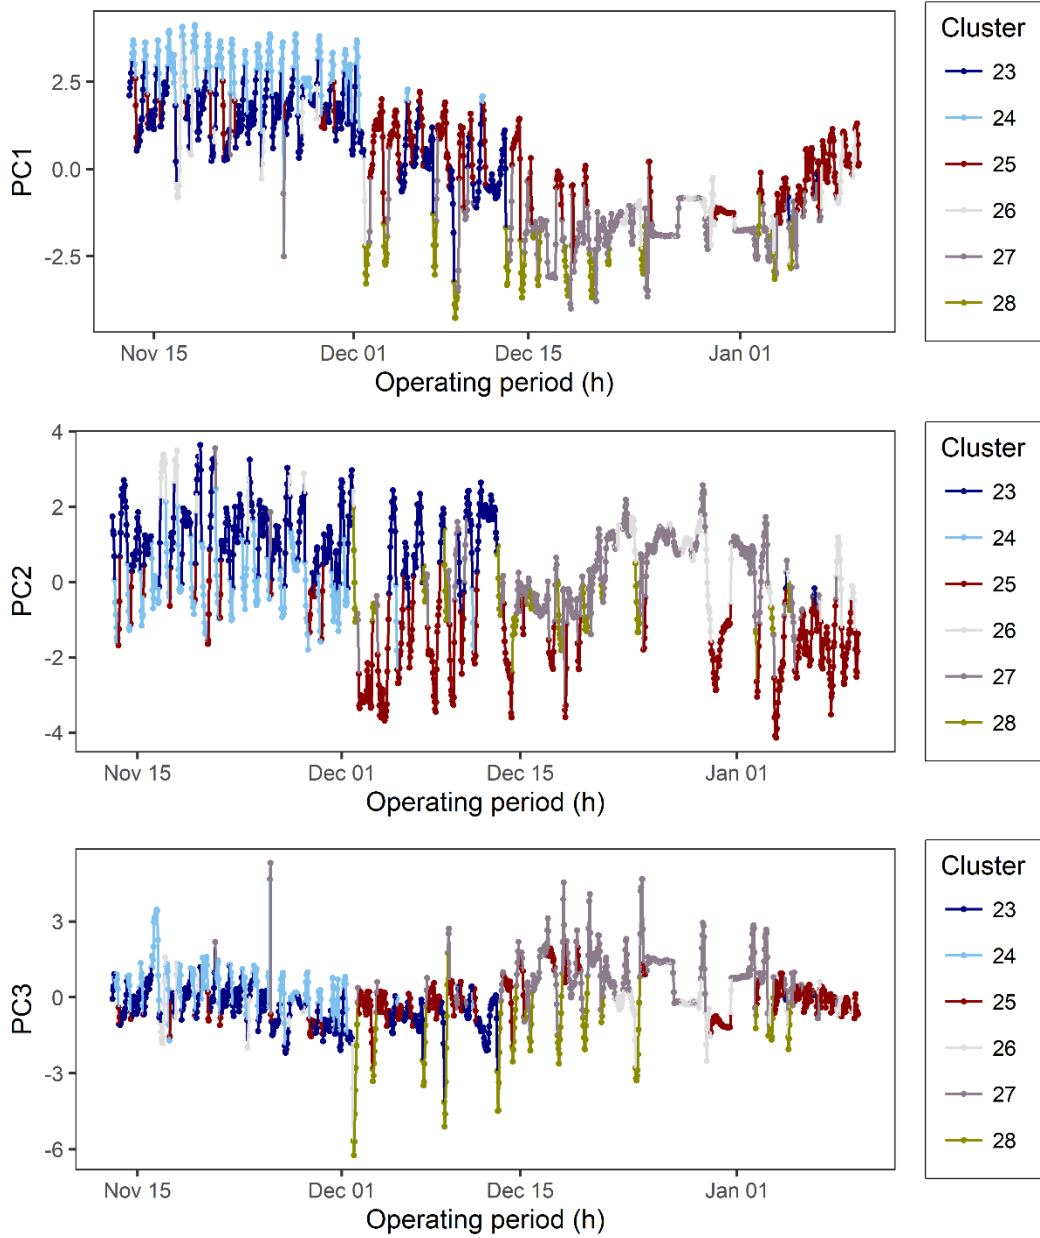 PC1
2.5
0.0
-2.5
Nov 15
Dec 01
Dec 15
Jan 01
Operating period (h)
Cluster
23
24
25
26
27
28
PC2
4
2
0
-2
-4
Nov 15
Dec 01
Dec 15
Jan 01
Operating period (h)
Cluster
23
24
25
26
27
28
PC3
3
0
-3
-6
Nov 15
Dec 01
Dec 15
Jan 01
Operating period (h)
Cluster
23
24
25
26
27
28